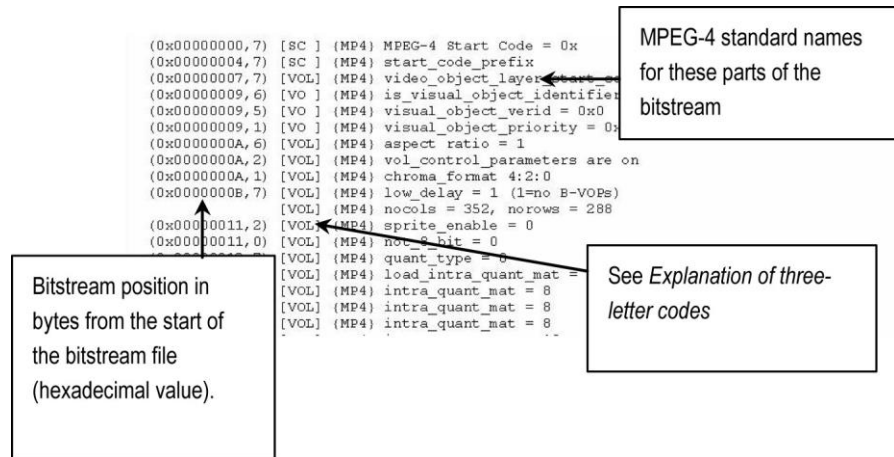 (0x00000000,7) [SC ] {MP4} MPEG-4 Start Code = 0x
(0x00000004,7) [SC ] {MP4} start_code_prefix
(0x00000007,7) [VOL] {MP4} video_object_layer_start_
(0x00000009,6) [VO ] {MP4} is_visual_object_identifier
(0x00000009,5) [VO ] {MP4} visual_object_verid = 0x0
(0x00000009,1) [VO ] {MP4} visual_object_priority = 0x
(0x0000000A,6) [VOL] {MP4} aspect ratio = 1
(0x0000000A,2) [VOL] {MP4} vol_control_parameters are on
(0x0000000A,1) [VOL] {MP4} chroma_format 4:2:0
(0x0000000B,7) [VOL] {MP4} low_delay = 1 (1=no B-VOPs)
[VOL] {MP4} nocols = 352, norows = 288
(0x00000011,2) [VOL] {MP4} sprite_enable = 0
(0x00000011,0) [VOL] {MP4} not_8_bit = 0
[VOL] {MP4} quant_type = 0
[VOL] {MP4} load_intra_quant_mat =
[VOL] {MP4} intra_quant_mat = 8
[VOL] {MP4} intra_quant_mat = 8
[VOL] {MP4} intra_quant_mat = 8
MPEG-4 standard names
for these parts of the
bitstream
See Explanation of three-
letter codes
Bitstream position in
bytes from the start of
the bitstream file
(hexadecimal value).